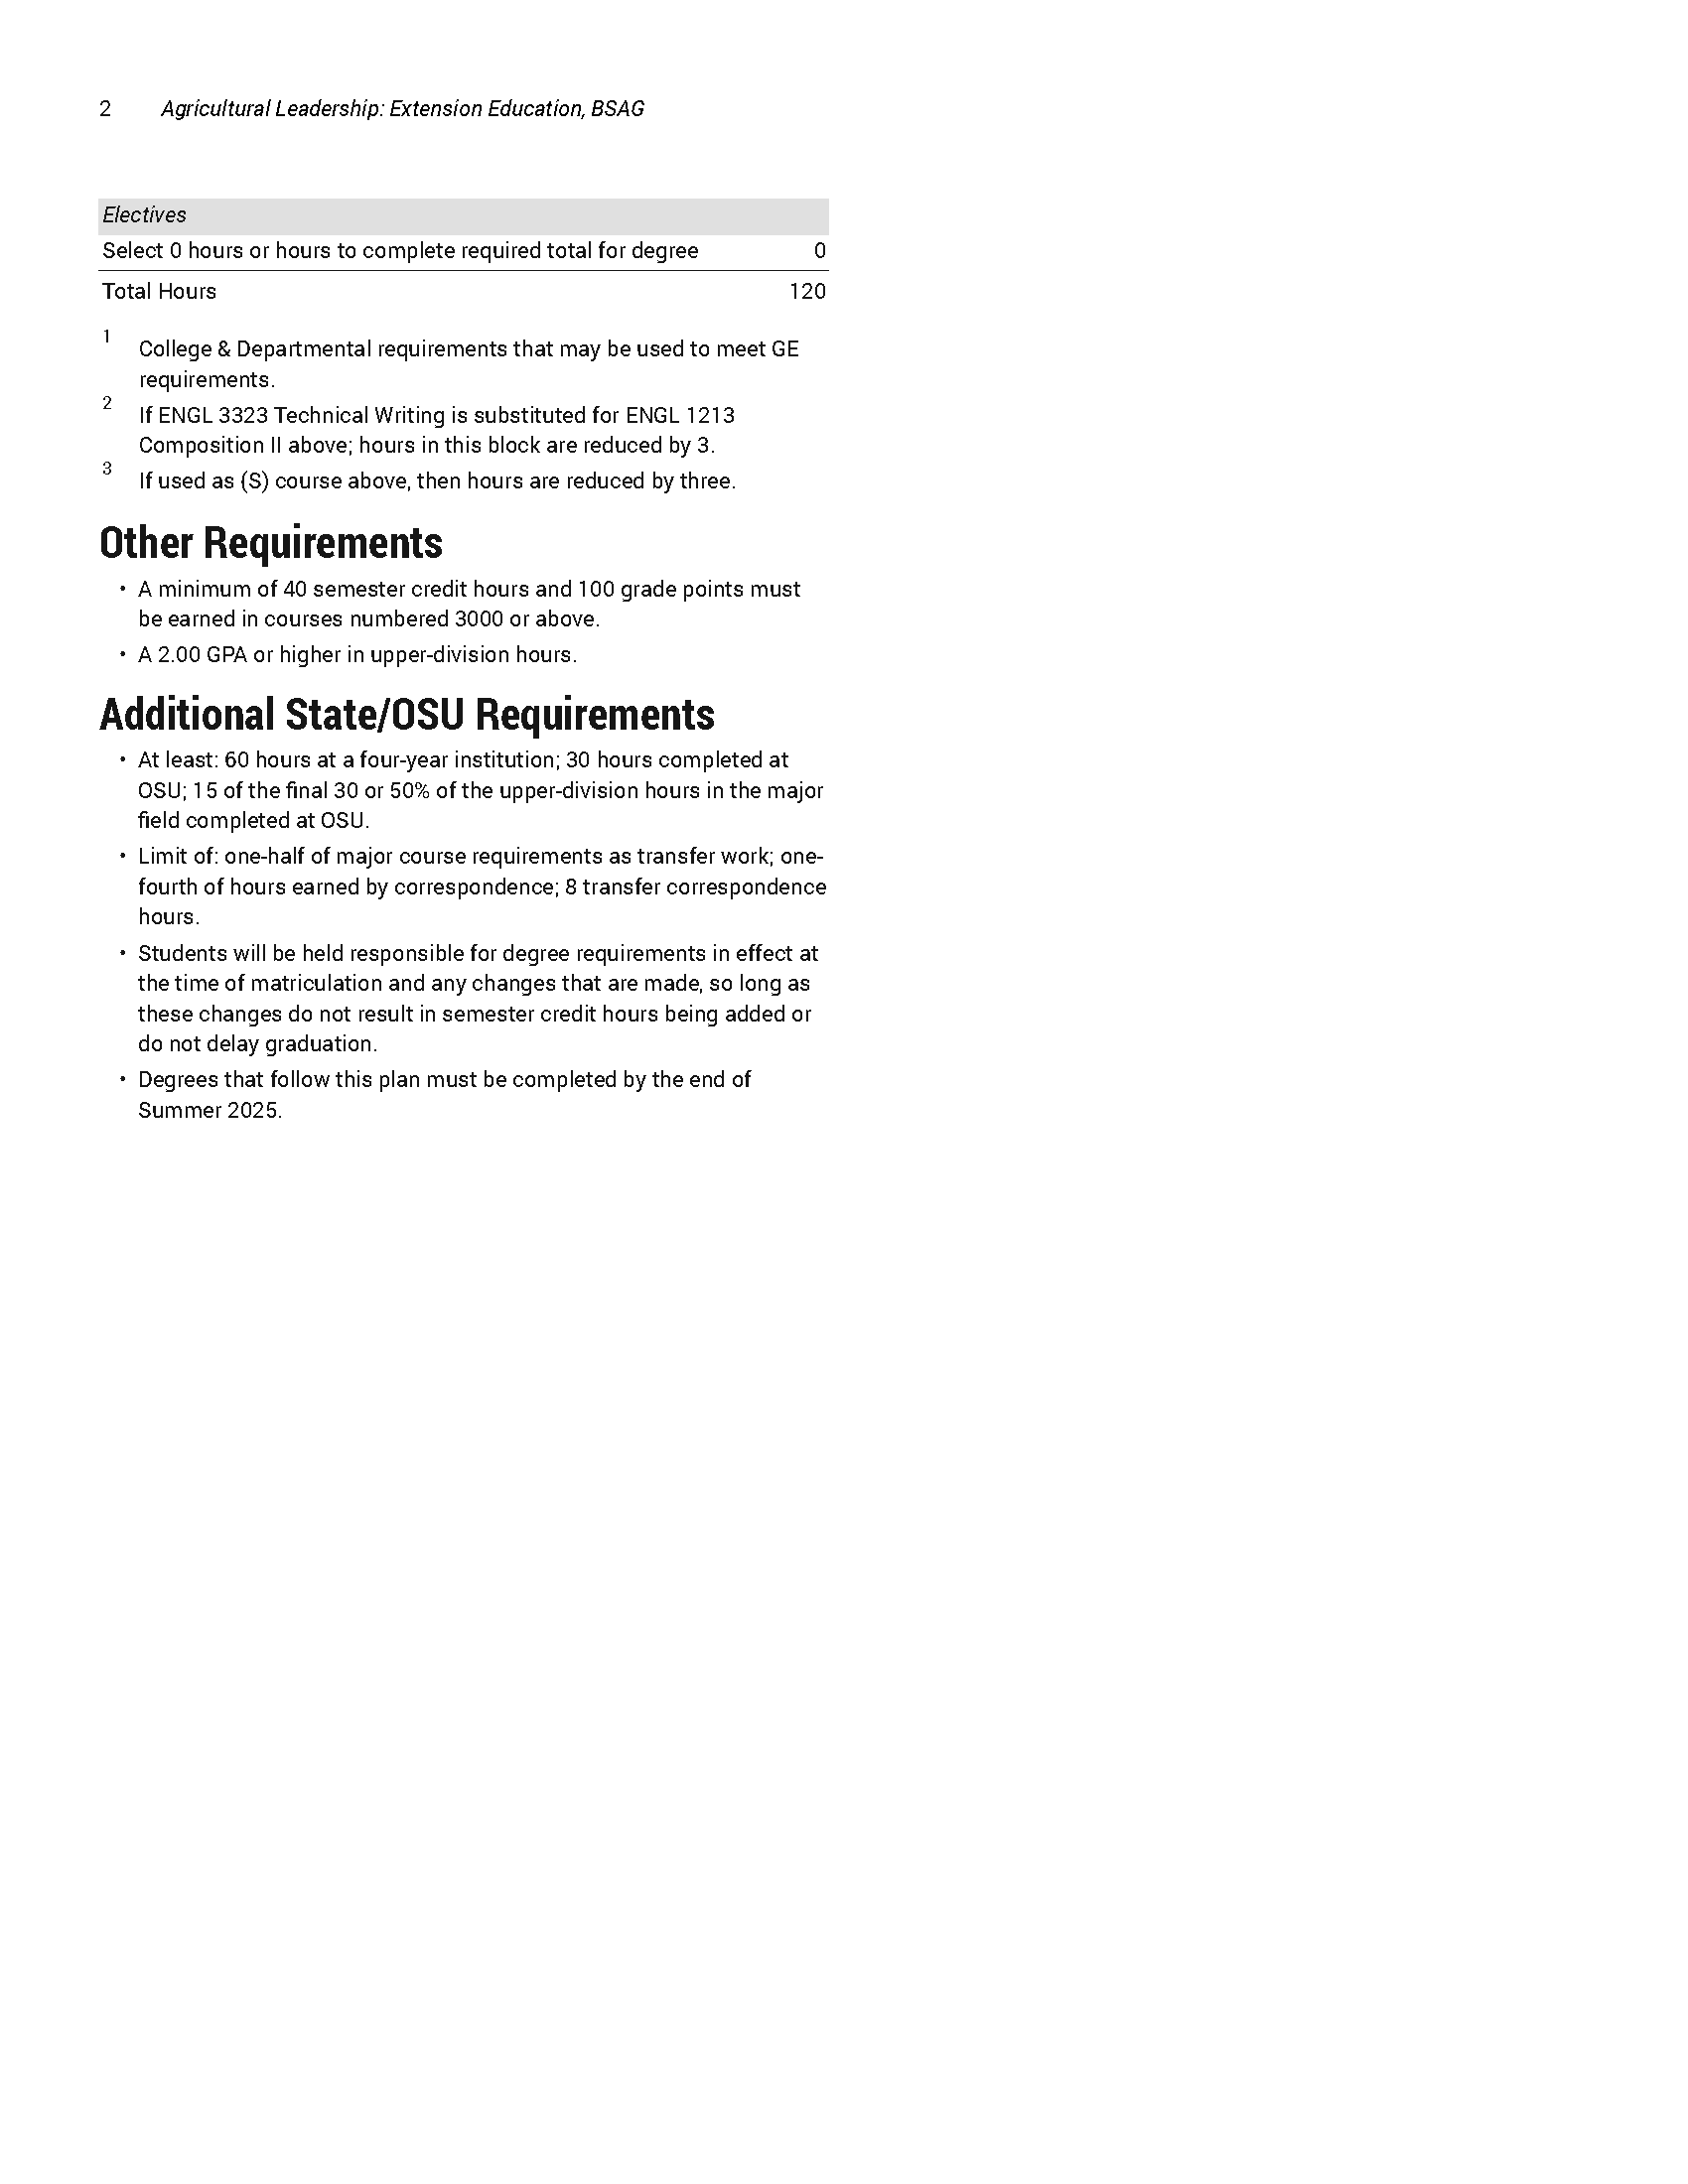 2 Agricultural Leadership: Extension Education, BSAG
Electives
Select 0 hours or hours to complete required total for degree 0
Total Hours 120
1 College & Departmental requirements that may be used to meet GE
requirements.
2 If ENGL 3323 Technical Writing is substituted for ENGL 1213
Composition II above; hours in this block are reduced by 3.
3 If used as (S) course above, then hours are reduced by three.
Other Requirements
• A minimum of 40 semester credit hours and 100 grade points must
be earned in courses numbered 3000 or above.
• A 2.00 GPA or higher in upper-division hours.
Additional State/OSU Requirements
• At least: 60 hours at a four-year institution; 30 hours completed at
OSU; 15 of the final 30 or 50% of the upper-division hours in the major
field completed at OSU.
• Limit of: one-half of major course requirements as transfer work; one-
fourth of hours earned by correspondence; 8 transfer correspondence
hours.
• Students will be held responsible for degree requirements in effect at
the time of matriculation and any changes that are made, so long as
these changes do not result in semester credit hours being added or
do not delay graduation.
• Degrees that follow this plan must be completed by the end of
Summer 2025.